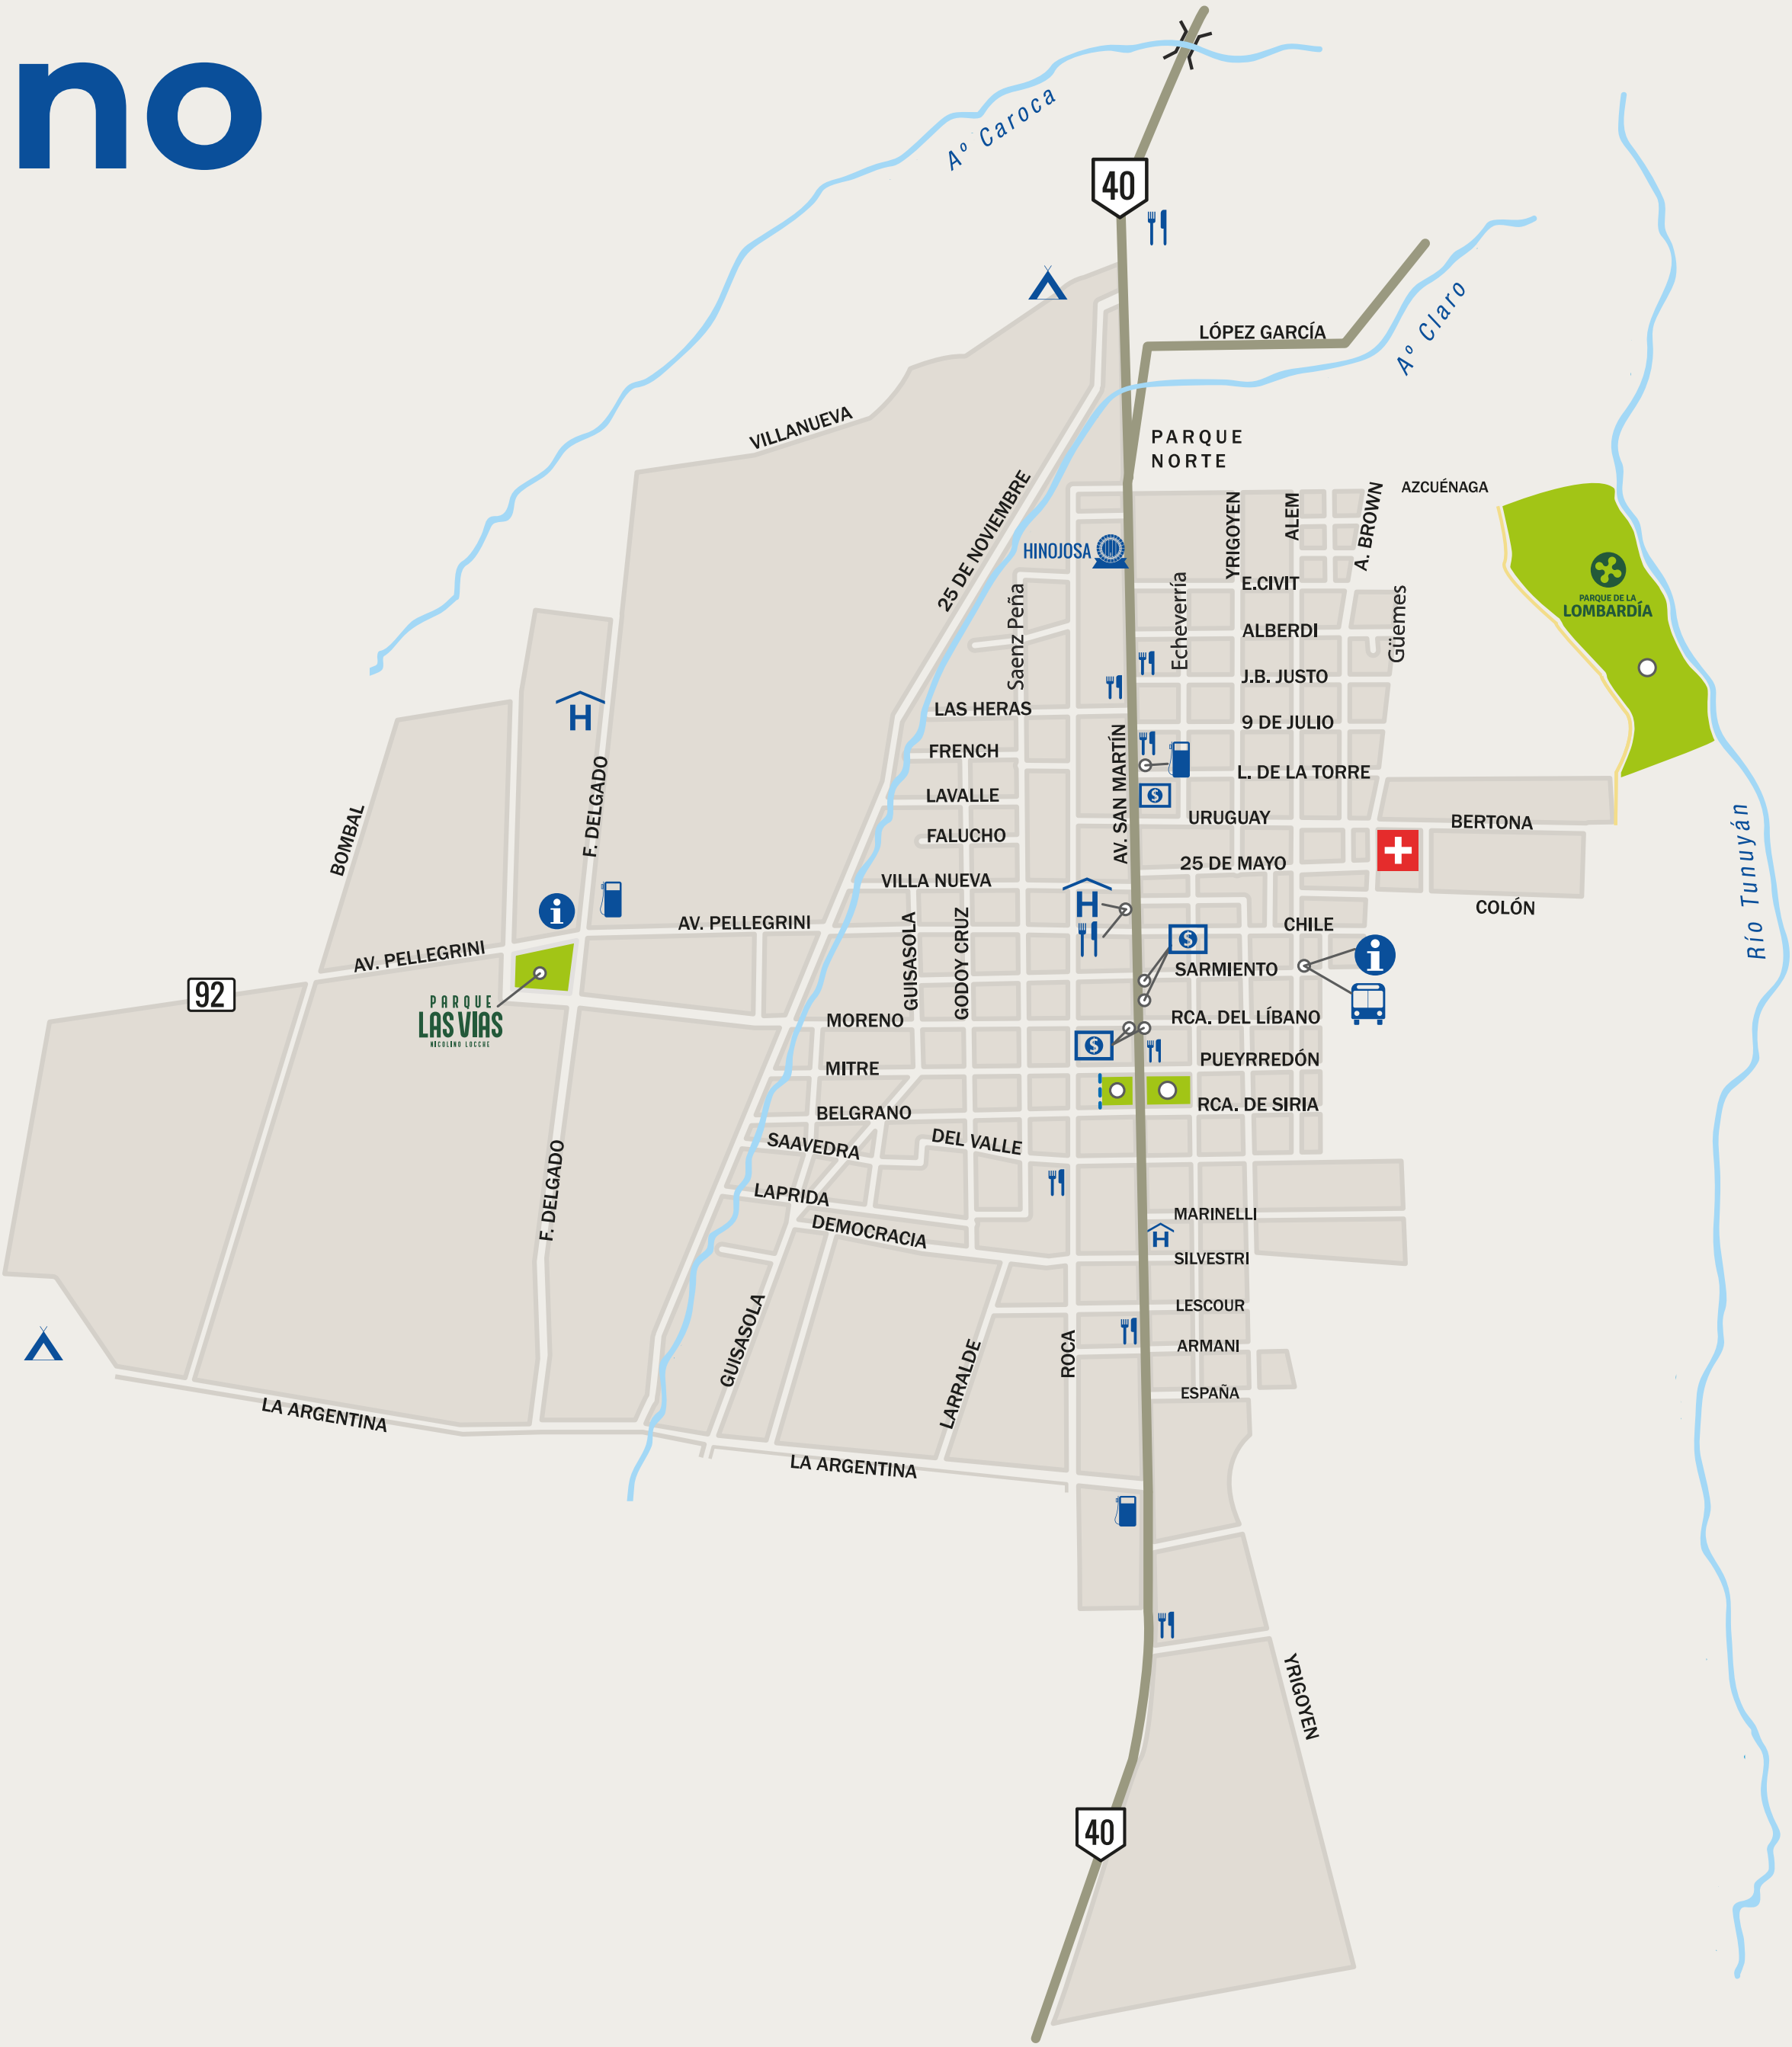 no
Aº Caroca
40
LÓPEZ GARCÍA
Aº Claro
VILLANUEVA
PARQUE
NORTE
25 DE NOVIEMBRE
YRIGOYEN
ALEM
A. BROWN
AZCUÉNAGA
HINOJOSA
Saenz Peña
Echeverría
E.CIVIT
Güemes
PARQUE DE LA
LOMBARDÍA
ALBERDI
J.B. JUSTO
H
LAS HERAS
9 DE JULIO
FRENCH
AV. SAN MARTÍN
L. DE LA TORRE
F. DELGADO
BOMBAL
LAVALLE
$
URUGUAY
BERTONA
FALUCHO
25 DE MAYO
Río Tunuyán
VILLA NUEVA
H
COLÓN
i
AV. PELLEGRINI
GUISASOLA
GODOY CRUZ
CHILE
$
AV. PELLEGRINI
SARMIENTO
i
92
PARQUE
LAS VIAS
NICOLINO LOCCHE
MORENO
RCA. DEL LÍBANO
$
PUEYRREDÓN
MITRE
RCA. DE SIRIA
BELGRANO
SAAVEDRA
DEL VALLE
F. DELGADO
LAPRIDA
DEMOCRACIA
MARINELLI
H
SILVESTRI
GUISASOLA
LESCOUR
LARRALDE
ROCA
ARMANI
ESPAÑA
LA ARGENTINA
LA ARGENTINA
YRIGOYEN
40